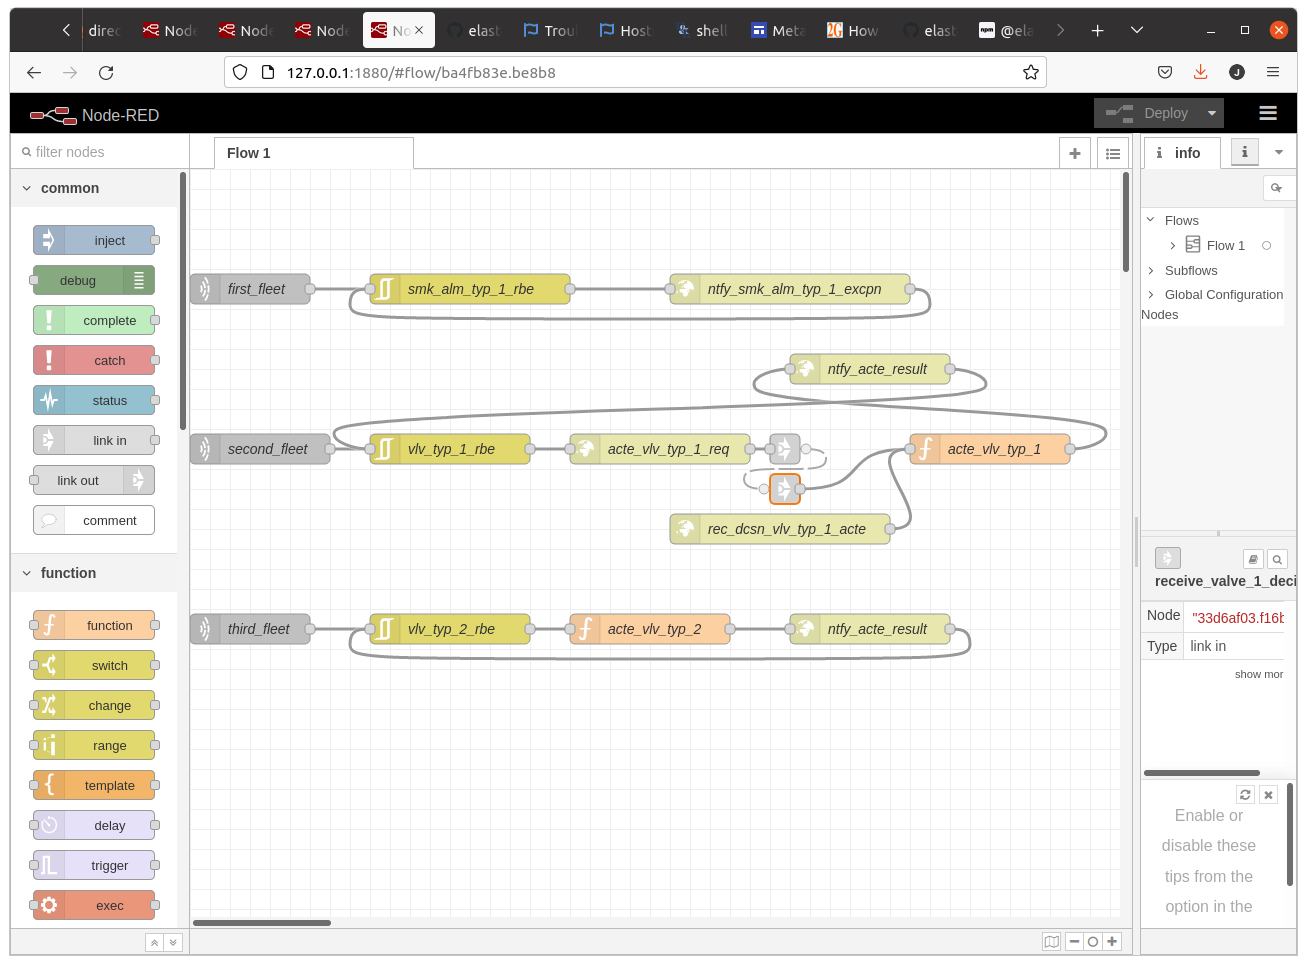 direc
Node
Node
Node
No
elast
Trou
Host
shell
Meta
How
elast
npm
@ela
127.0.0.1:1880/#flow/ba4fb83e.be8b8
J
Node-RED
Deploy
filter nodes
Flow 1
info
common
inject
debug
complete
catch
status
link in
link out
comment
function
function
switch
change
range
template
delay
trigger
exec
first_fleet
smk_alm_typ_1_rbe
ntfy_smk_alm_typ_1_excpn
ntfy_acte_result
second_fleet
vlv_typ_1_rbe
acte_vlv_typ_1_req
acte_vlv_typ_1
rec_dcsn_vlv_typ_1_acte
third_fleet
vlv_typ_2_rbe
acte_vlv_typ_2
ntfy_acte_result
Flows
Flow 1
Subflows
Global Configuration
Nodes
receive_valve_1_deci
Node "33d6af03.f16b
Type link in
show mor
Enable or
disable these
tips from the
option in the